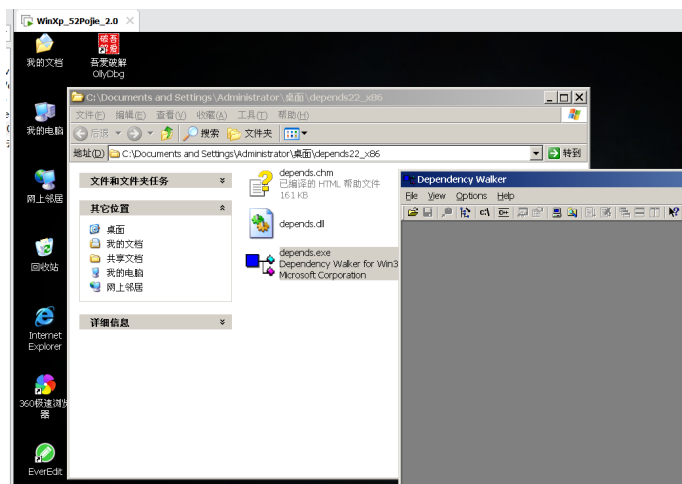 WinXp_52Pojie_2.0
我的文档
吾爱破解
OllyDbg
我的电脑
网上邻居
回收站
Internet
Explorer
360极速浏览
器
EverEdit
C:\Documents and Settings\Administrator\桌面\depends22_x86
文件(F) 编辑(E) 查看(V) 收藏(A) 工具(T) 帮助(H)
后退 搜索 文件夹
地址(D) C:\Documents and Settings\Administrator\桌面\depends22_x86 转到
文件和文件夹任务
其它位置
桌面
我的文档
共享文档
我的电脑
网上邻居
详细信息
depends.chm
已编译的 HTML 帮助文件
161 KB
depends.dll
depends.exe
Dependency Walker for Win3
Microsoft Corporation
Dependency Walker
File View Options Help